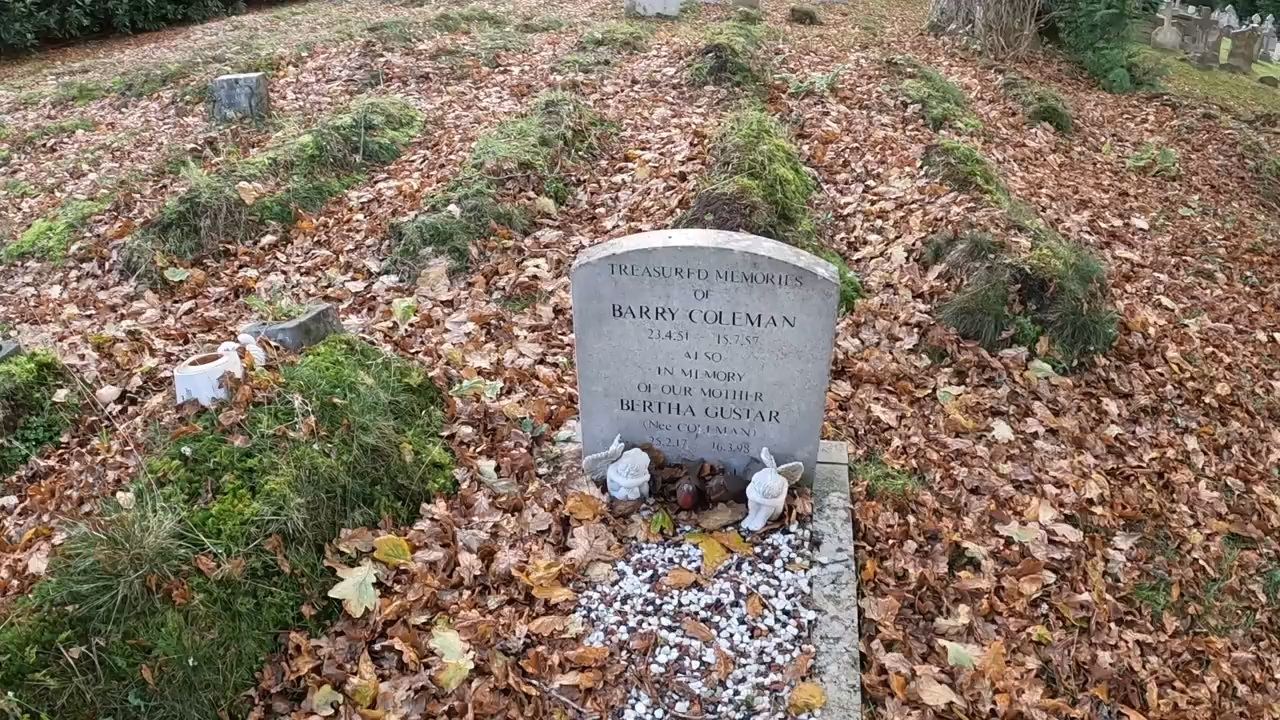 TREASURED MEMORIES
OF
BARRY COLEMAN
23.4.51 - 15.7.57
ALSO
IN MEMORY
OF OUR MOTHER
BERTHA GUSTAR
(Nee COLEMAN)
25.2.17 - 16.3.98